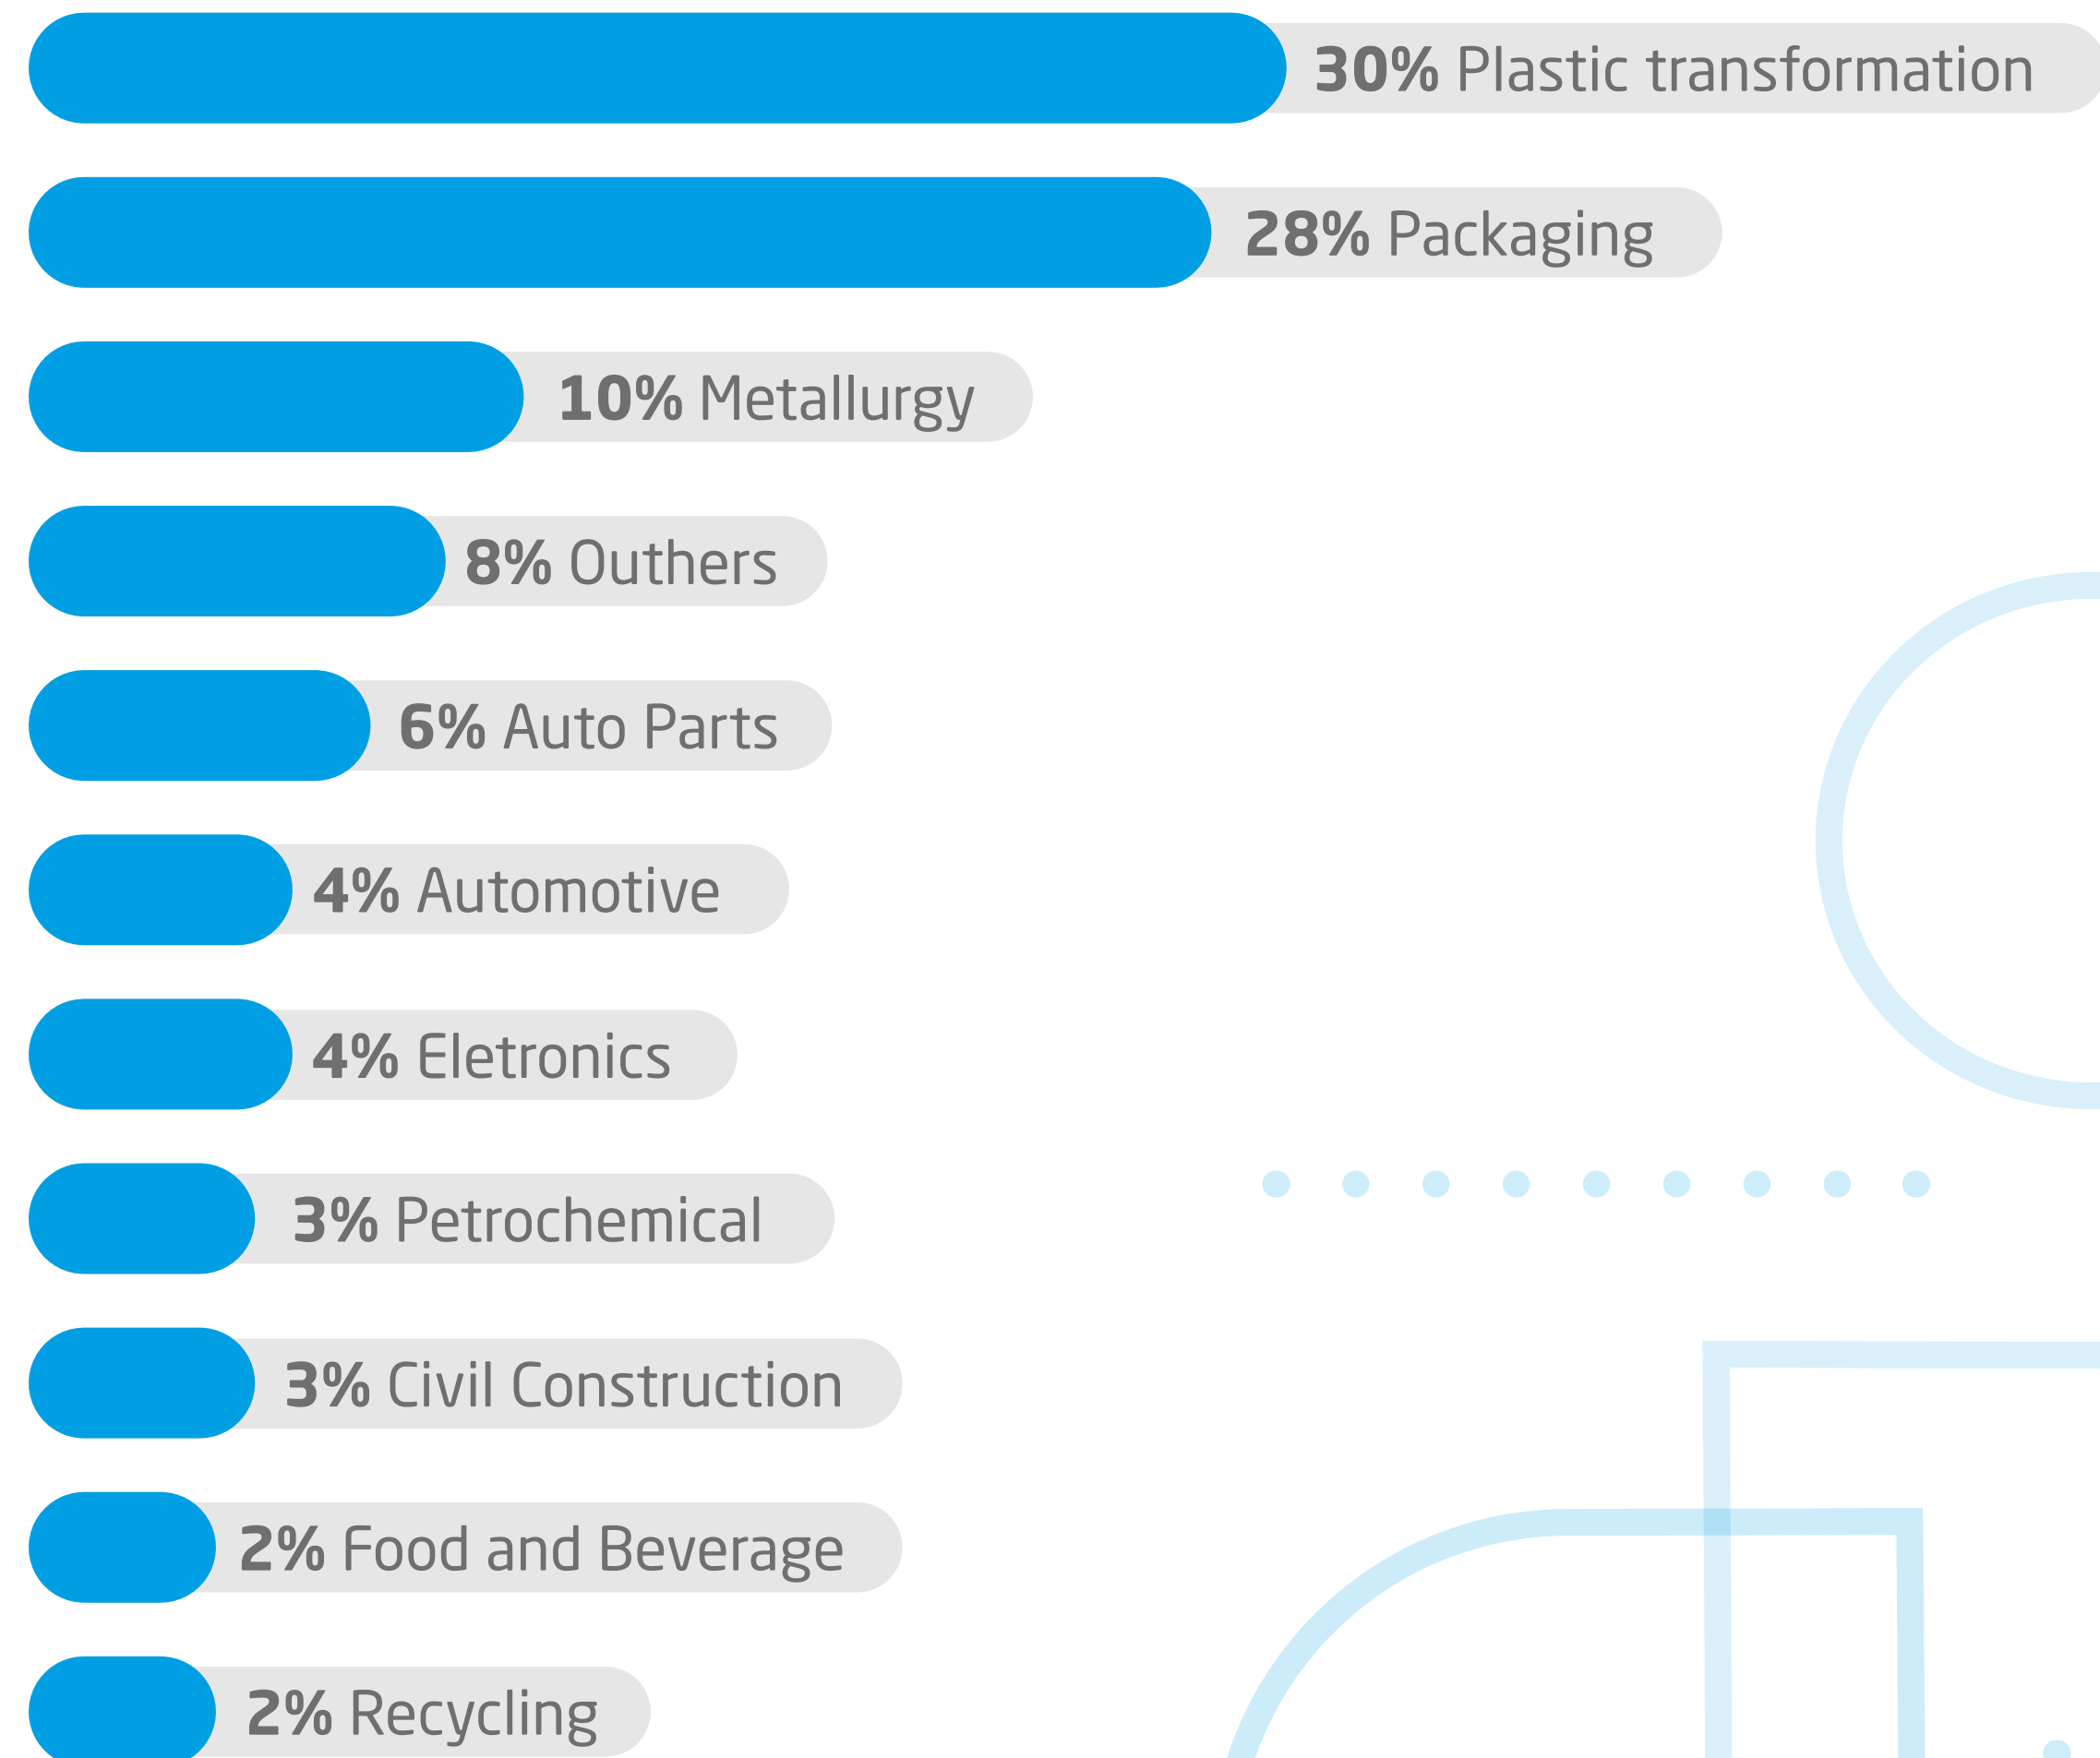 30% Plastic transformation
28% Packaging
10% Metallurgy
8% Outhers
6% Auto Parts
4% Automotive
4% Eletronics
3% Petrochemical
3% Civil Construction
2% Food and Beverage
2% Recycling